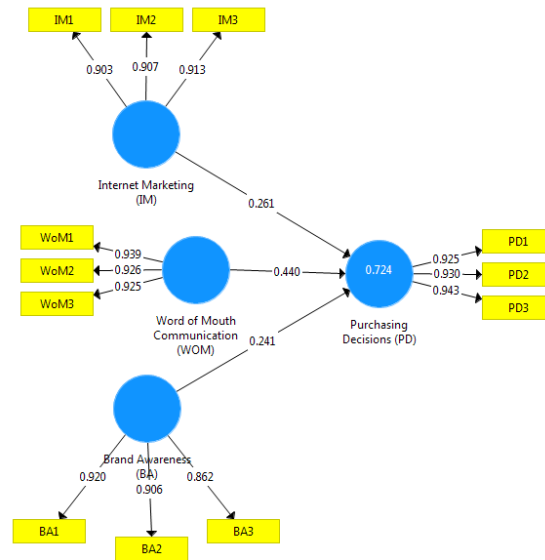 IM1
IM2
IM3
0.903
0.907
0.913
Internet Marketing
(IM)
0.261
WoM1
WoM2
WoM3
0.939
0.926
0.925
Word of Mouth
Communication
(WOM)
0.440
0.724
Purchasing
Decisions (PD)
0.925
0.930
0.943
PD1
PD2
PD3
0.241
Brand Awareness
(BA)
0.920
0.906
0.862
BA1
BA2
BA3